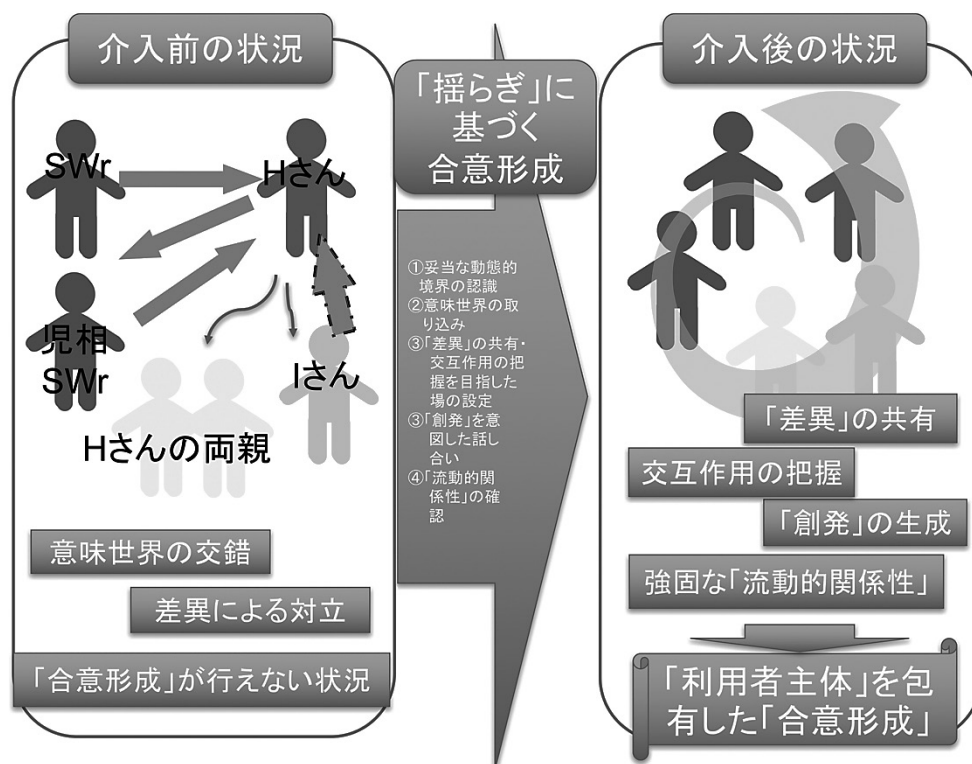 介入前の状況
SWr
Hさん
児相
SWr
Iさん
Hさんの両親
意味世界の交錯
差異による対立
「合意形成」が行えない状況
「揺らぎ」に
基づく
合意形成
①妥当な動態的
境界の認識
②意味世界の取
り込み
③「差異」の共有・
交互作用の把
握を目指した
場の設定
③「創発」を意
図した話し
合い
④「流動的関
係性」の確
認
介入後の状況
「差異」の共有
交互作用の把握
「創発」の生成
強固な「流動的関係性」
「利用者主体」を包
有した「合意形成」